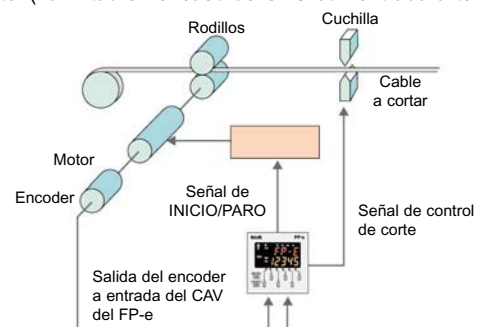 Cuchilla
Rodillos
Cable
a cortar
Motor
Encoder
Señal de
INICIO/PARO
Señal de control
de corte
FP-e
12345
Salida del encoder
a entrada del CAV
del FP-e